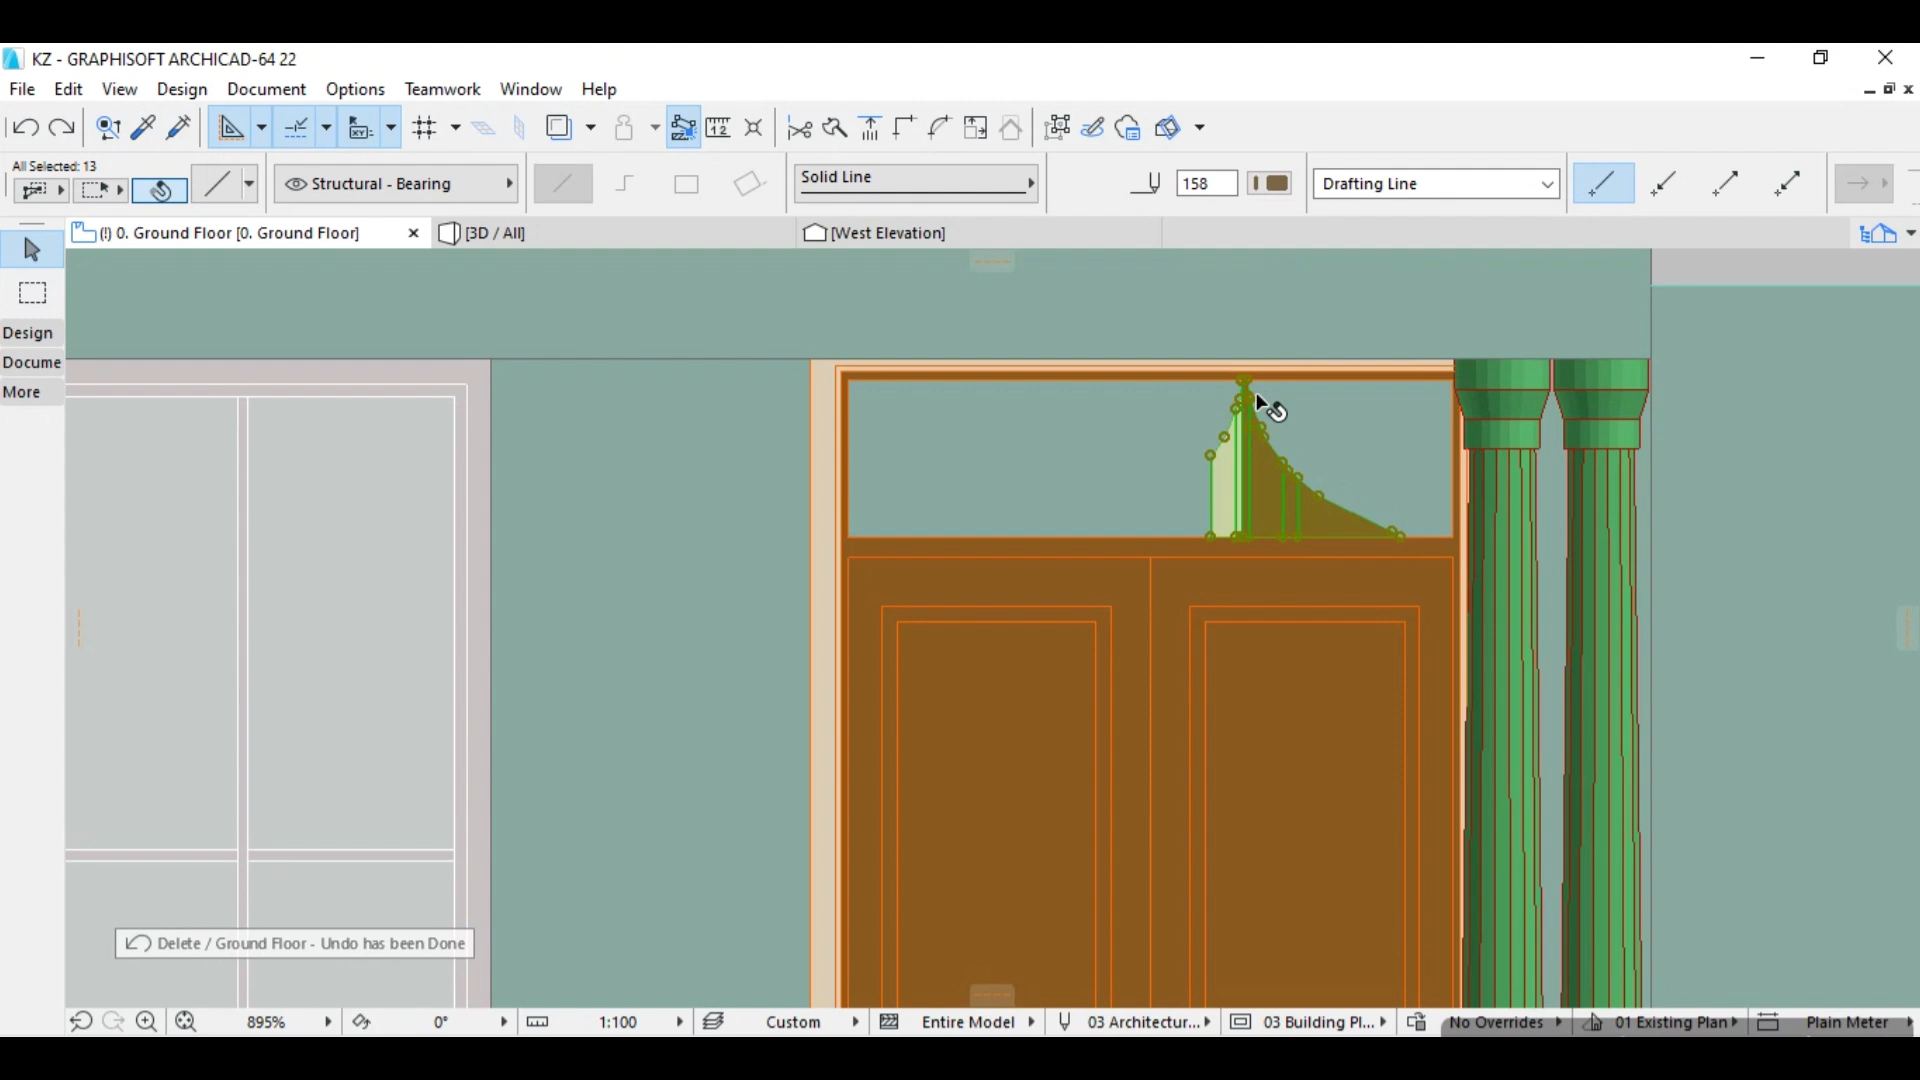 KZ - GRAPHISOFT ARCHICAD-64 22
File Edit View Design Document Options Teamwork Window Help
All Selected: 13
Structural - Bearing
Solid Line
158
Drafting Line
(!) 0. Ground Floor [0. Ground Floor]
[3D / All]
[West Elevation]
Design
Docume
More
Delete / Ground Floor - Undo has been Done
895% 0° 1:100 Custom Entire Model 03 Architectur... 03 Building Pl... No Overrides 01 Existing Plan Plain Meter